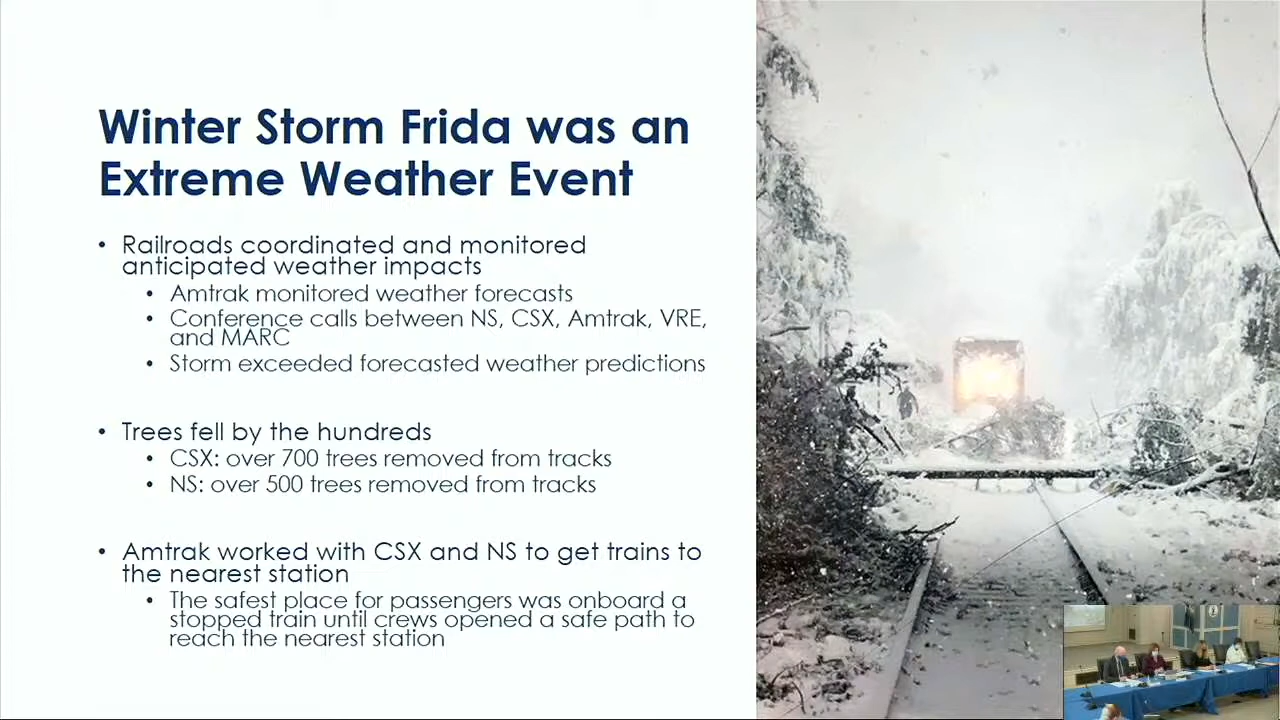 Winter Storm Frida was an
Extreme Weather Event
• Railroads coordinated and monitored
anticipated weather impacts
• Amtrak monitored weather forecasts
• Conference calls between NS, CSX, Amtrak, VRE,
and MARC
• Storm exceeded forecasted weather predictions
• Trees fell by the hundreds
• CSX: over 700 trees removed from tracks
• NS: over 500 trees removed from tracks
• Amtrak worked with CSX and NS to get trains to
the nearest station
• The safest place for passengers was onboard a
stopped train until crews opened a safe path to
reach the nearest station